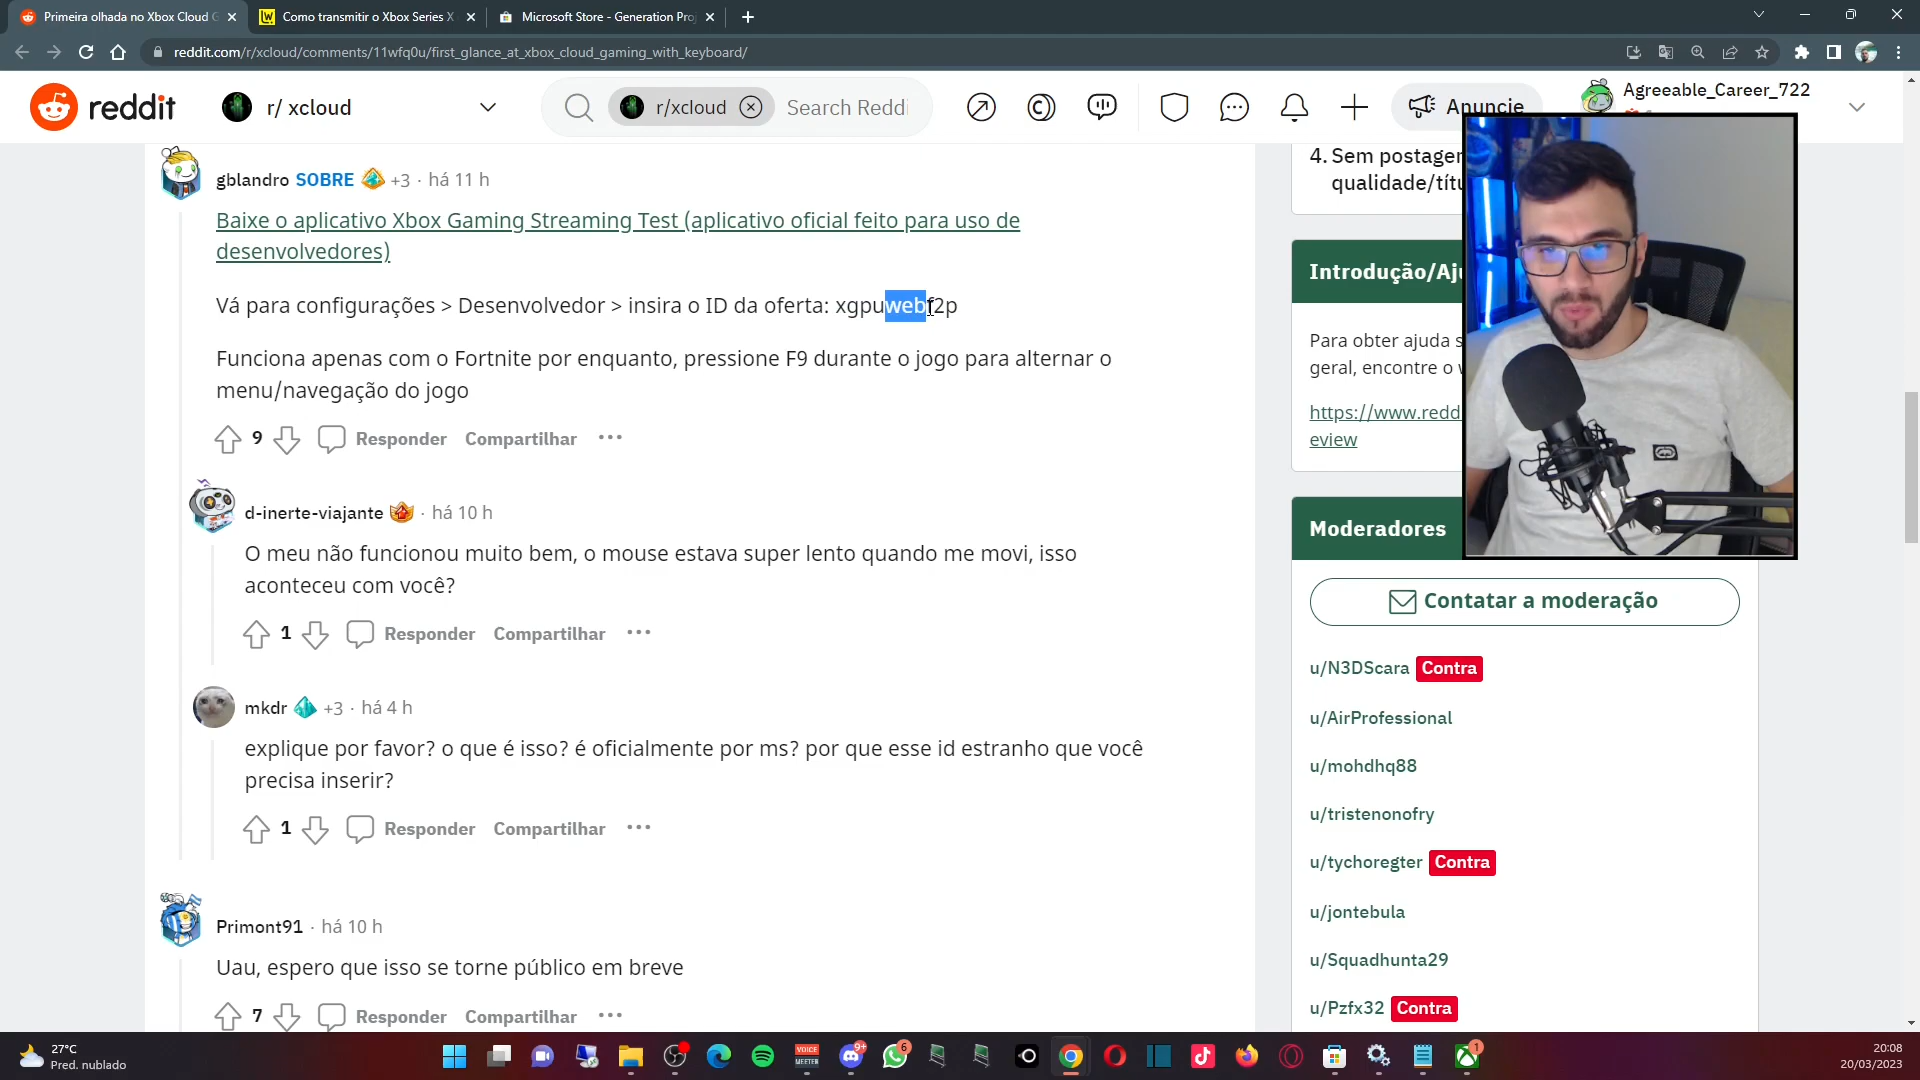 Primeira olhada no Xbox Cloud G
Como transmitir o Xbox Series X
Microsoft Store - Generation Pro
reddit.com/r/xcloud/comments/11wfq0u/first_glance_at_xbox_cloud_gaming_with_keyboard/
reddit
r/ xcloud
r/xcloud
Search Reddi
Anuncie
Agreeable_Career_722
gblandro SOBRE +3 · há 11 h
Baixe o aplicativo Xbox Gaming Streaming Test (aplicativo oficial feito para uso de
desenvolvedores)
Vá para configurações > Desenvolvedor > insira o ID da oferta: xgpuwebf2p
Funciona apenas com o Fortnite por enquanto, pressione F9 durante o jogo para alternar o
menu/navegação do jogo
9 Responder Compartilhar ···
d-inerte-viajante · há 10 h
O meu não funcionou muito bem, o mouse estava super lento quando me movi, isso
aconteceu com você?
1 Responder Compartilhar ···
mkdr +3 · há 4 h
explique por favor? o que é isso? é oficialmente por ms? por que esse id estranho que você
precisa inserir?
1 Responder Compartilhar ···
Primont91 · há 10 h
Uau, espero que isso se torne público em breve
7 Responder Compartilhar ···
4. Sem postager
qualidade/títu
Introdução/Aju
Para obter ajuda s
geral, encontre o w
https://www.redd
eview
Moderadores
Contatar a moderação
u/N3DScara Contra
u/AirProfessional
u/mohdhq88
u/tristenonofry
u/tychoregter Contra
u/jontebula
u/Squadhunta29
u/Pzfx32 Contra
27°C
Pred. nublado
VOICE
MEETER
9+
6
1
20:08
20/03/2023